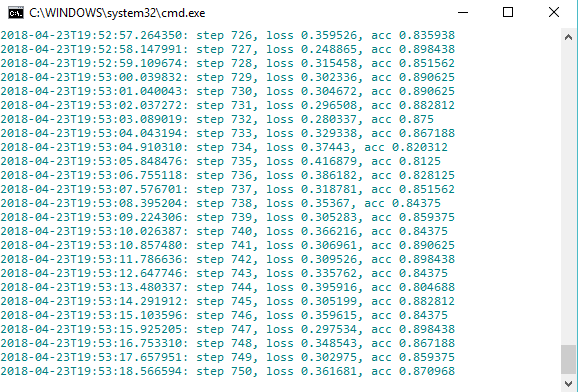 C:\WINDOWS\system32\cmd.exe
2018-04-23T19:52:57.264350: step 726, loss 0.359526, acc 0.835938
2018-04-23T19:52:58.147991: step 727, loss 0.248865, acc 0.898438
2018-04-23T19:52:59.109674: step 728, loss 0.315458, acc 0.851562
2018-04-23T19:53:00.039832: step 729, loss 0.302336, acc 0.890625
2018-04-23T19:53:01.040043: step 730, loss 0.304672, acc 0.890625
2018-04-23T19:53:02.037272: step 731, loss 0.296508, acc 0.882812
2018-04-23T19:53:03.089019: step 732, loss 0.280337, acc 0.875
2018-04-23T19:53:04.043194: step 733, loss 0.329338, acc 0.867188
2018-04-23T19:53:04.910310: step 734, loss 0.37443, acc 0.820312
2018-04-23T19:53:05.848476: step 735, loss 0.416879, acc 0.8125
2018-04-23T19:53:06.755118: step 736, loss 0.386182, acc 0.828125
2018-04-23T19:53:07.576701: step 737, loss 0.318781, acc 0.851562
2018-04-23T19:53:08.395204: step 738, loss 0.35367, acc 0.84375
2018-04-23T19:53:09.224306: step 739, loss 0.305283, acc 0.859375
2018-04-23T19:53:10.026387: step 740, loss 0.366216, acc 0.84375
2018-04-23T19:53:10.857480: step 741, loss 0.306961, acc 0.890625
2018-04-23T19:53:11.786636: step 742, loss 0.309526, acc 0.898438
2018-04-23T19:53:12.647746: step 743, loss 0.335762, acc 0.84375
2018-04-23T19:53:13.480337: step 744, loss 0.395916, acc 0.804688
2018-04-23T19:53:14.291912: step 745, loss 0.305199, acc 0.882812
2018-04-23T19:53:15.103596: step 746, loss 0.359615, acc 0.84375
2018-04-23T19:53:15.925205: step 747, loss 0.297534, acc 0.898438
2018-04-23T19:53:16.753310: step 748, loss 0.348543, acc 0.867188
2018-04-23T19:53:17.657951: step 749, loss 0.302975, acc 0.859375
2018-04-23T19:53:18.566594: step 750, loss 0.361681, acc 0.870968